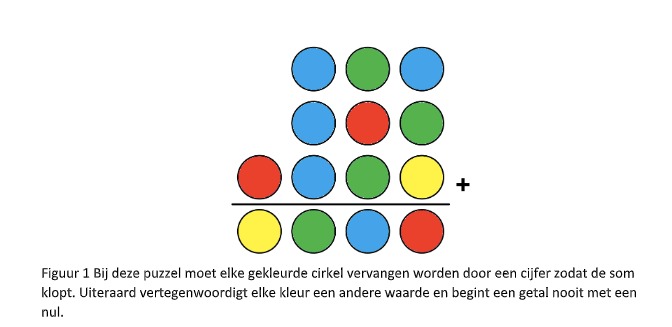 +
Figuur 1 Bij deze puzzel moet elke gekleurde cirkel vervangen worden door een cijfer zodat de som
klopt. Uiteraard vertegenwoordigt elke kleur een andere waarde en begint een getal nooit met een
nul.